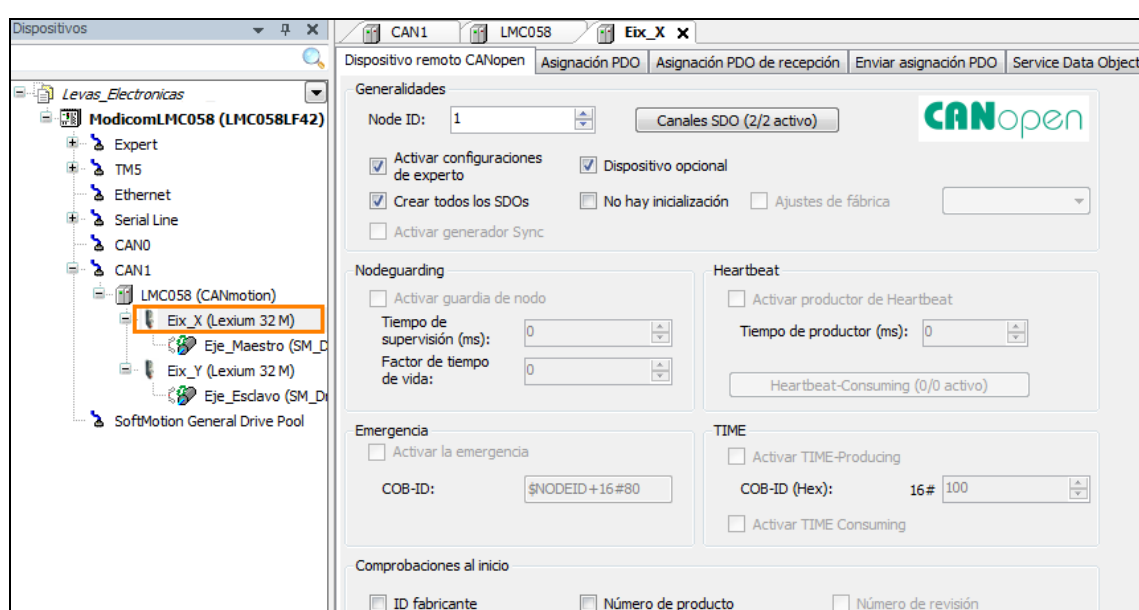 Dispositivos
CAN1 LMC058 Eix_X
Dispositivo remoto CANopen Asignación PDO Asignación PDO de recepción Enviar asignación PDO Service Data Object
Levas_Electronicas
ModicomLMC058 (LMC058LF42)
Expert
TM5
Ethernet
Serial Line
CAN0
CAN1
LMC058 (CANmotion)
Eix_X (Lexium 32 M)
Eje_Maestro (SM_D
Eix_Y (Lexium 32 M)
Eje_Esclavo (SM_Dr
SoftMotion General Drive Pool
Generalidades
Node ID: 1 Canales SDO (2/2 activo) CANopen
Activar configuraciones
de experto
Dispositivo opcional
Crear todos los SDOs No hay inicialización Ajustes de fábrica
Activar generador Sync
Nodeguarding
Activar guardia de nodo
Tiempo de
supervisión (ms): 0
Factor de tiempo
de vida: 0
Heartbeat
Activar productor de Heartbeat
Tiempo de productor (ms): 0
Heartbeat-Consuming (0/0 activo)
Emergencia
Activar la emergencia
COB-ID: $NODEID+16#80
TIME
Activar TIME-Producing
COB-ID (Hex): 16# 100
Activar TIME Consuming
Comprobaciones al inicio
ID fabricante Número de producto Número de revisión